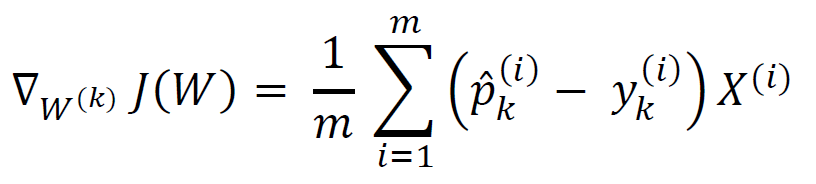 ∇_{W^{(k)}} J(W) = \frac{1}{m} \sum_{i=1}^{m} \left( \hat{p}_k^{(i)} − y_k^{(i)} \right) X^{(i)}